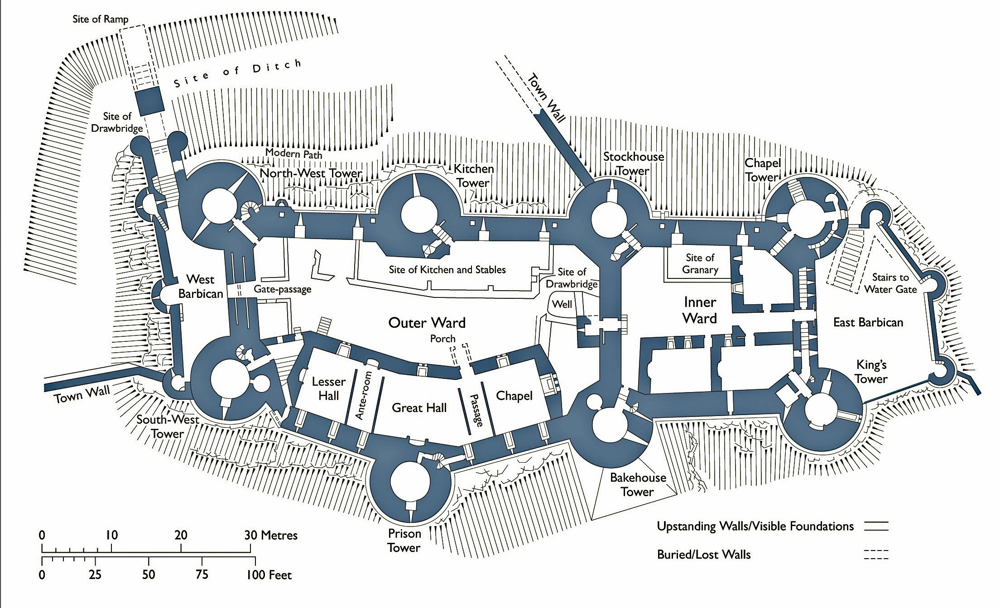 Site of Ramp
Site of Ditch
Town Wall
Site of
Drawbridge
Modern Path
North-West Tower
Kitchen
Tower
Stockhouse
Tower
Chapel
Tower
Site of Kitchen and Stables
Site of
Drawbridge
Site of
Granary
Stairs to
Water Gate
West
Barbican
Gate-passage
Well
Inner
Ward
Outer Ward
East Barbican
Porch
King's
Tower
Town Wall
Lesser
Hall
Ante-room
Great Hall
Passage
Chapel
South-West
Tower
Bakehouse
Tower
Prison
Tower
0 10 20 30 Metres
0 25 50 75 100 Feet
Upstanding Walls/Visible Foundations
Buried/Lost Walls